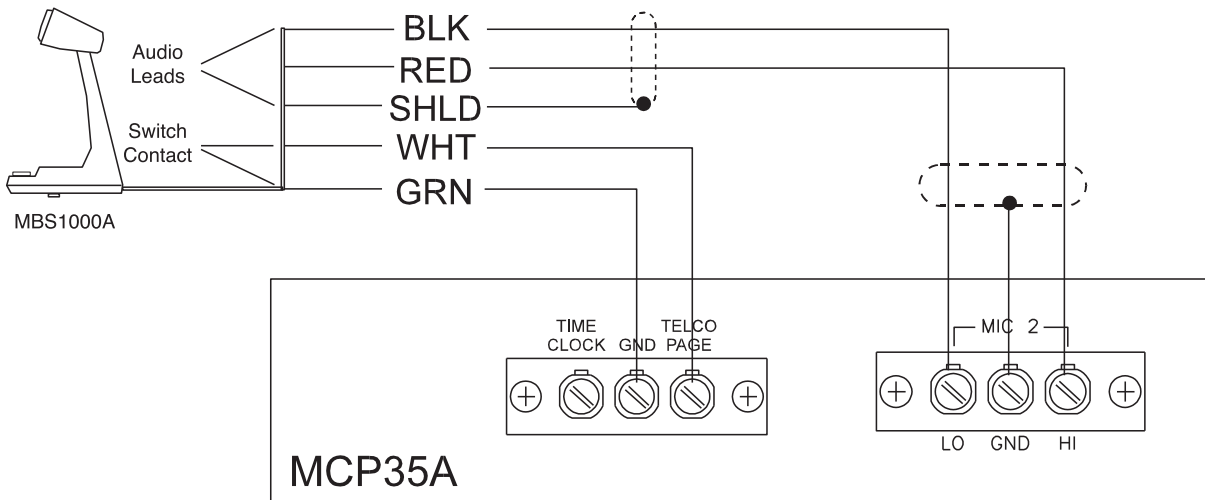 BLK
Audio
Leads
RED
SHLD
Switch
Contact
WHT
GRN
MBS1000A
TIME
CLOCK
GND
TELCO
PAGE
MIC 2
LO
GND
HI
MCP35A